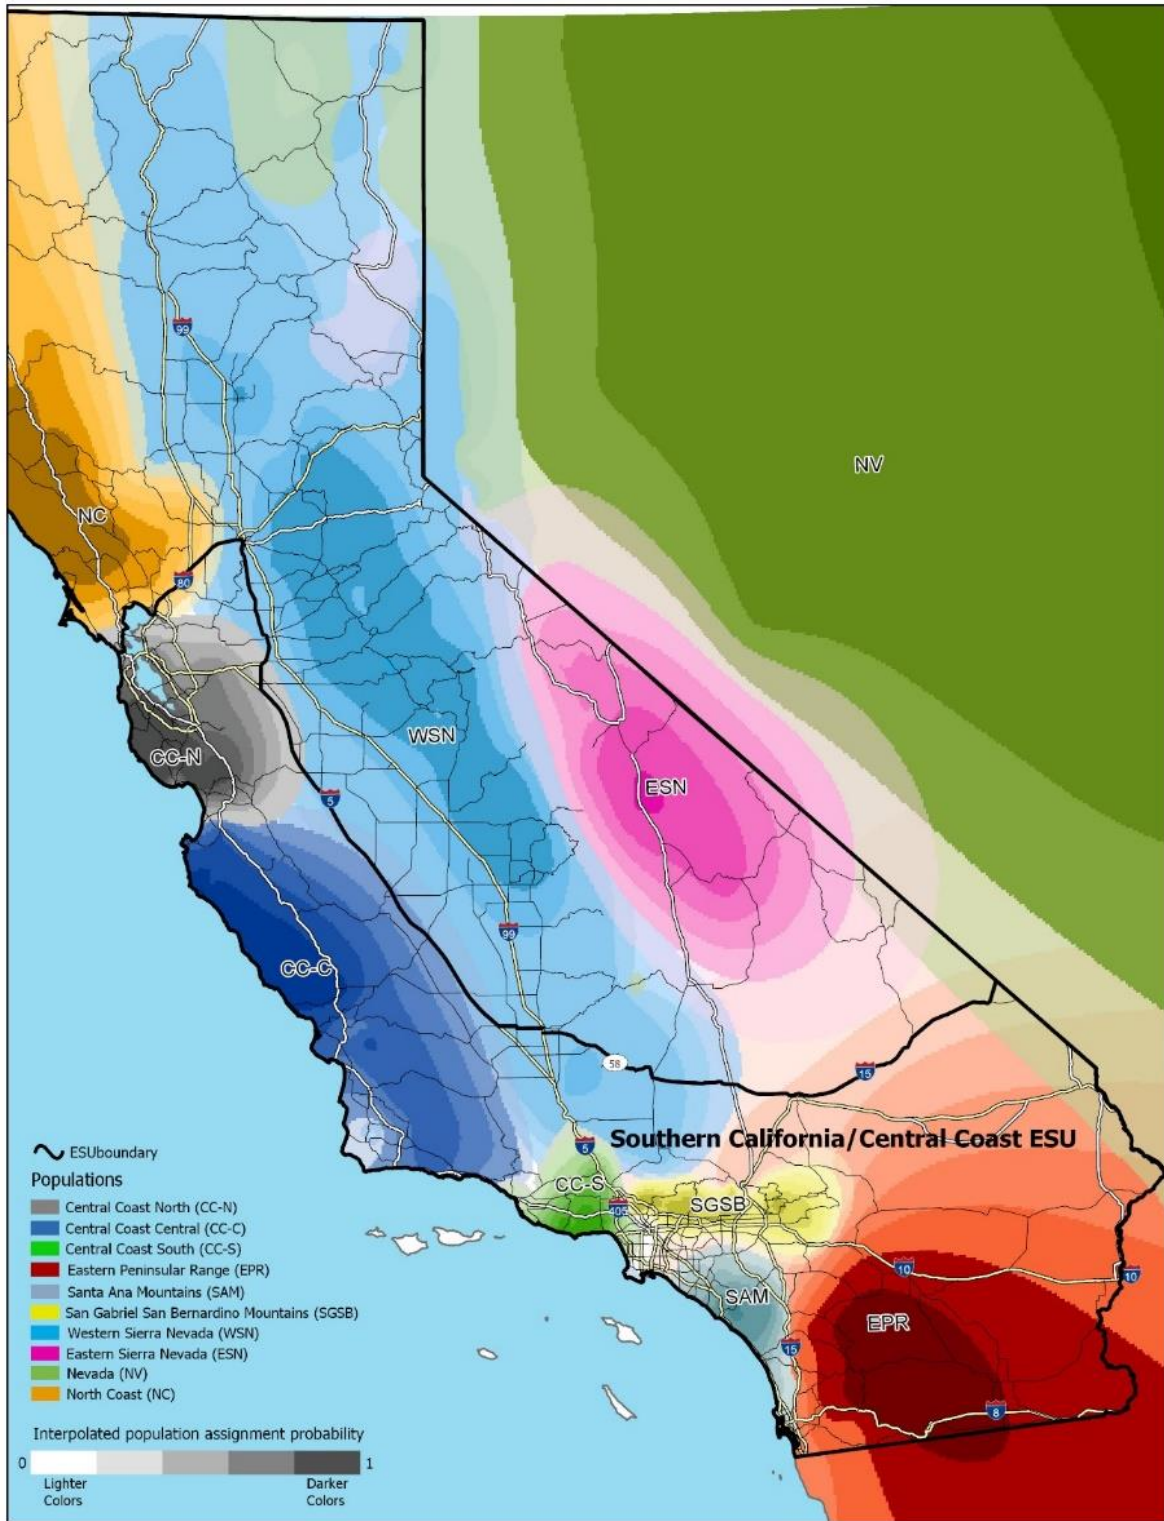 99
NV
NC
80
WSN
CC-N
ESN
5
99
CC-C
58
15
Southern California/Central Coast ESU
5
CC-S
405
SGSB
10
10
SAM
EPR
15
8
ESUboundary
Populations
Central Coast North (CC-N)
Central Coast Central (CC-C)
Central Coast South (CC-S)
Eastern Peninsular Range (EPR)
Santa Ana Mountains (SAM)
San Gabriel San Bernardino Mountains (SGSB)
Western Sierra Nevada (WSN)
Eastern Sierra Nevada (ESN)
Nevada (NV)
North Coast (NC)
Interpolated population assignment probability
0 1
Lighter Darker
Colors Colors